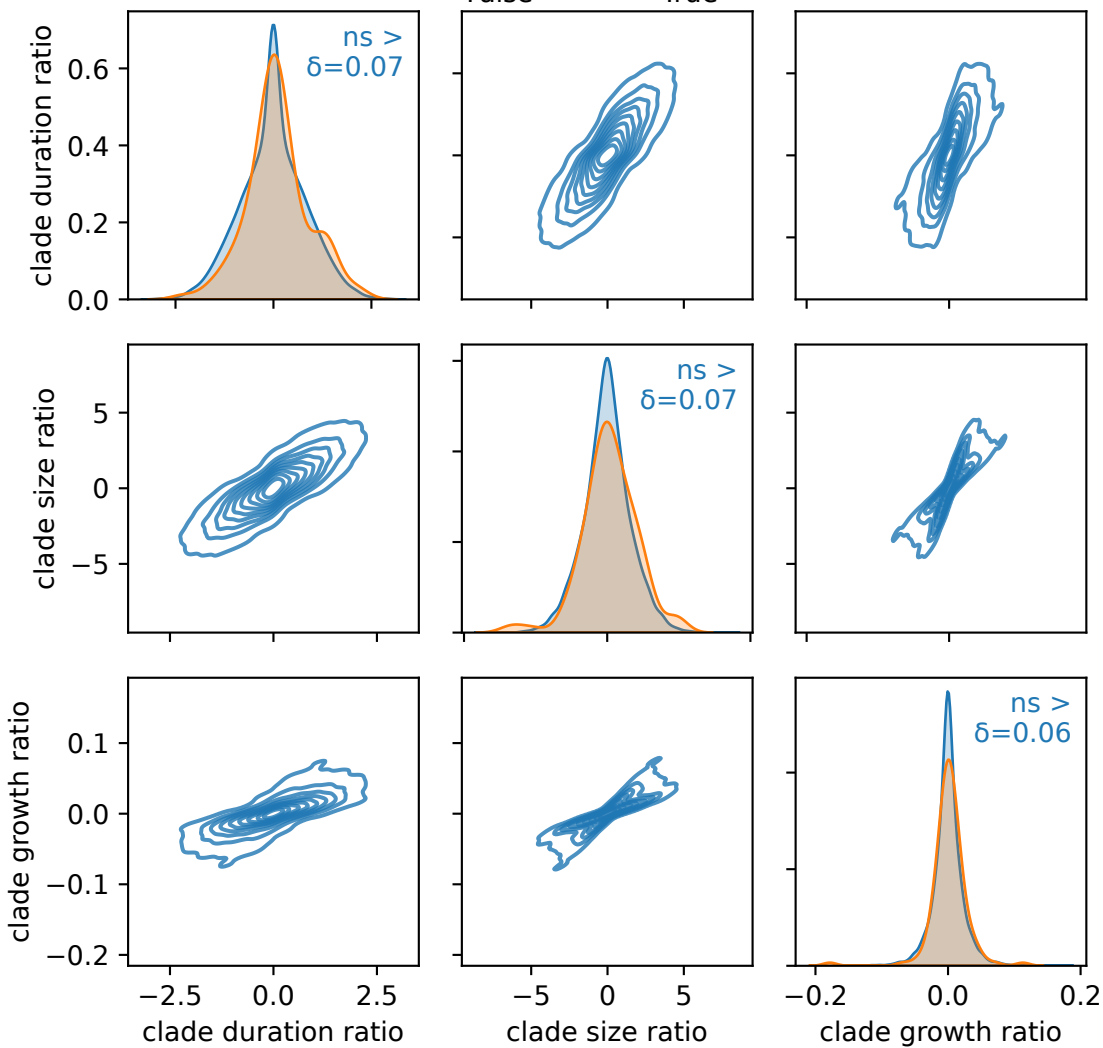 True
clade duration ratio
0.6
0.4
0.2
0.0
ns >
δ=0.07
clade size ratio
5
0
−5
ns >
δ=0.07
clade growth ratio
0.1
0.0
−0.1
−0.2
ns >
δ=0.06
−2.5 0.0 2.5
−5 0 5
−0.2 0.0 0.2
clade duration ratio
clade size ratio
clade growth ratio